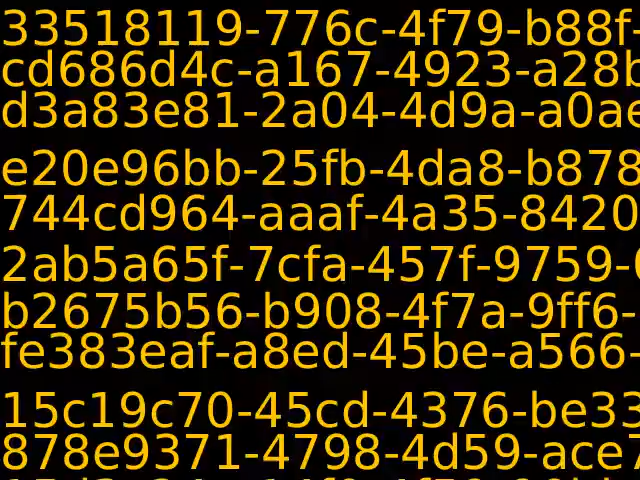 33518119-776c-4f79-b88f-
cd686d4c-a167-4923-a28b
d3a83e81-2a04-4d9a-a0ae
e20e96bb-25fb-4da8-b878
744cd964-aaaf-4a35-8420
2ab5a65f-7cfa-457f-9759-
b2675b56-b908-4f7a-9ff6-
fe383eaf-a8ed-45be-a566-
15c19c70-45cd-4376-be33
878e9371-4798-4d59-ace7